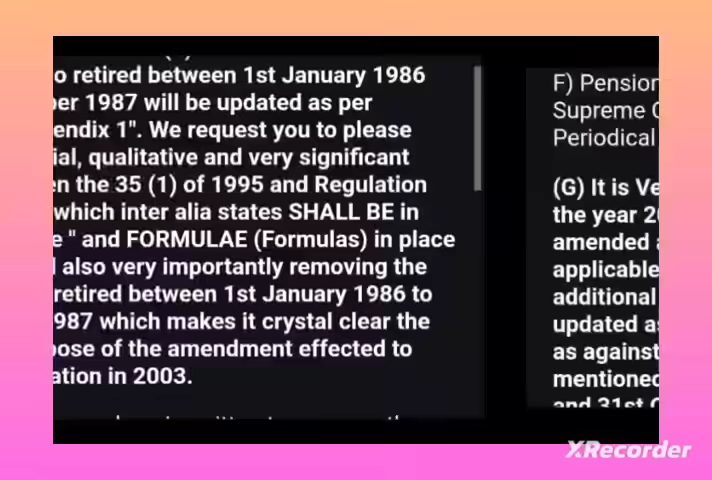 o retired between 1st January 1986
er 1987 will be updated as per
endix 1". We request you to please
ial, qualitative and very significant
n the 35 (1) of 1995 and Regulation
which inter alia states SHALL BE in
e " and FORMULAE (Formulas) in place
also very importantly removing the
retired between 1st January 1986 to
987 which makes it crystal clear the
ose of the amendment effected to
ation in 2003.
F) Pension
Supreme
Periodical
(G) It is Ve
the year 2
amended
applicable
additional
updated a
as against
mentioned
and 31st
XRecorder